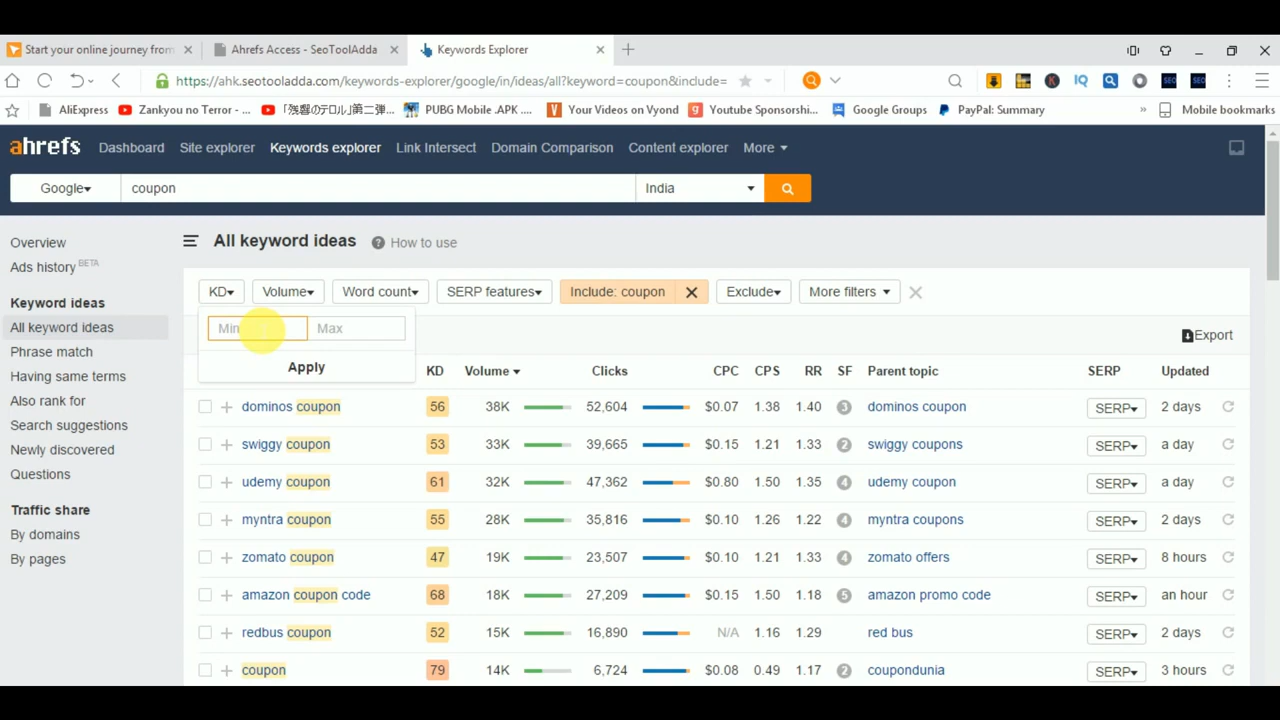 Start your online journey from
Ahrefs Access - SeoToolAdda
Keywords Explorer
https://ahk.seotooladda.com/keywords-explorer/google/in/ideas/all?keyword=coupon&include=
AliExpress
Zankyou no Terror - ...
「残響のテロル」第二弾...
PUBG Mobile .APK ....
Your Videos on Vyond
Youtube Sponsorshi...
Google Groups
PayPal: Summary
Mobile bookmarks
ahrefs Dashboard Site explorer Keywords explorer Link Intersect Domain Comparison Content explorer More
Google coupon India
Overview
Ads history BETA
Keyword ideas
All keyword ideas
Phrase match
Having same terms
Also rank for
Search suggestions
Newly discovered
Questions
Traffic share
By domains
By pages
All keyword ideas ? How to use
KD Volume Word count SERP features Include: coupon Exclude More filters
Min Max
Apply
Export
KD Volume Clicks CPC CPS RR SF Parent topic SERP Updated
dominos coupon 56 38K 52,604 $0.07 1.38 1.40 3 dominos coupon SERP 2 days
swiggy coupon 53 33K 39,665 $0.15 1.21 1.33 2 swiggy coupons SERP a day
udemy coupon 61 32K 47,362 $0.80 1.50 1.35 4 udemy coupon SERP a day
myntra coupon 55 28K 35,816 $0.10 1.26 1.22 4 myntra coupons SERP 2 days
zomato coupon 47 19K 23,507 $0.10 1.21 1.33 4 zomato offers SERP 8 hours
amazon coupon code 68 18K 27,209 $0.15 1.50 1.18 5 amazon promo code SERP an hour
redbus coupon 52 15K 16,890 N/A 1.16 1.29 red bus SERP 2 days
coupon 79 14K 6,724 $0.08 0.49 1.17 2 coupondunia SERP 3 hours